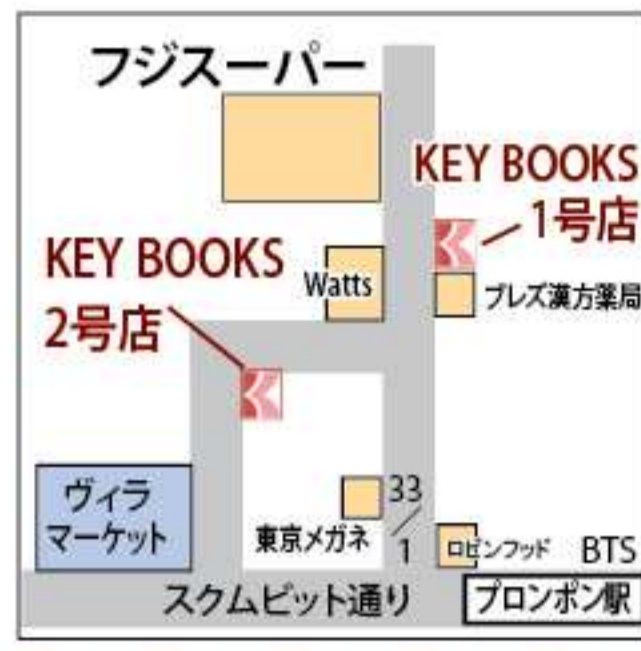 フジスーパー
KEY BOOKS
1号店
KEY BOOKS
2号店
Watts
ブレズ漢方薬局
ヴィラ
マーケット
東京メガネ
33/1
ロビンフッド
BTS
スクムビット通り
プロンポン駅